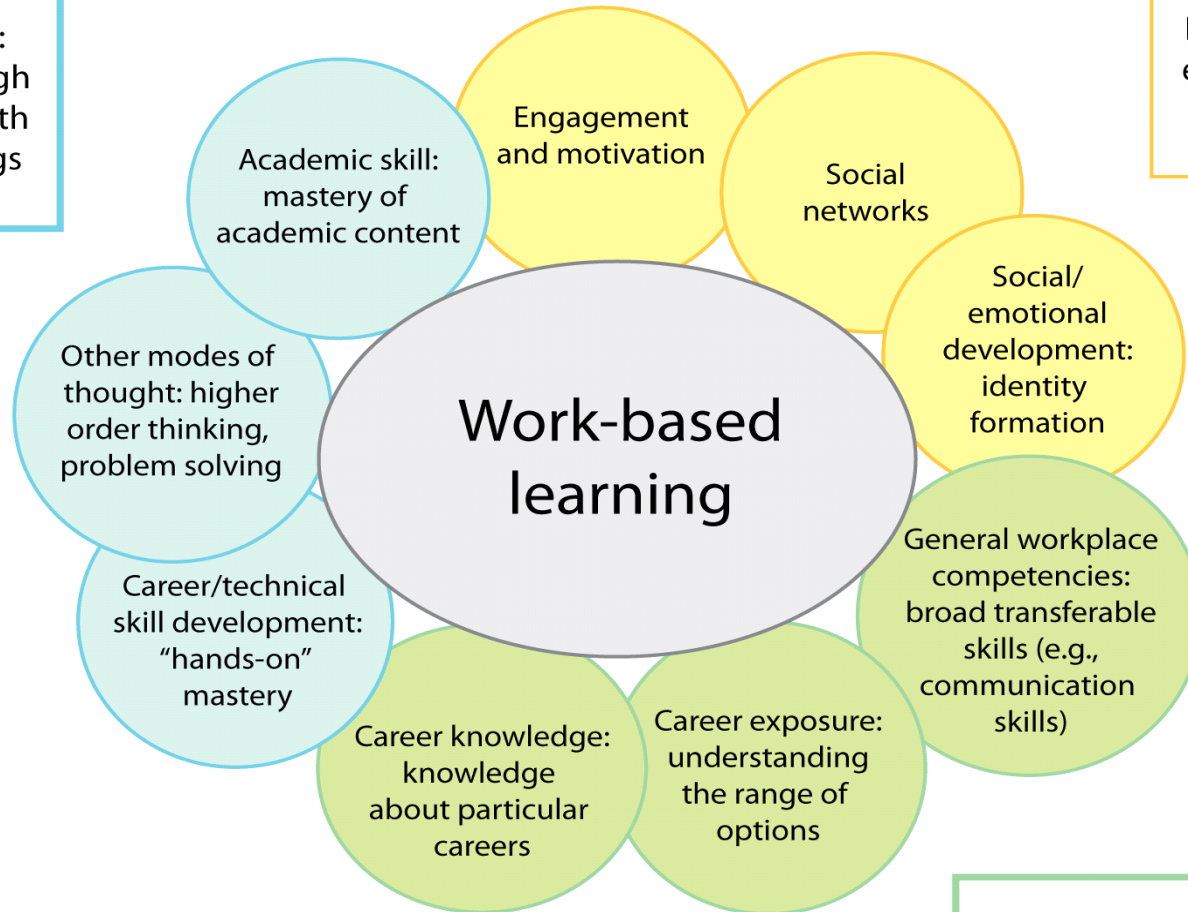 Engagement
and motivation
Social
networks
Social/
emotional
development:
identity
formation
General workplace
competencies:
broad transferable
skills (e.g.,
communication
skills)
Career exposure:
understanding
the range of
options
Career knowledge:
knowledge
about particular
careers
Career/technical
skill development:
“hands-on”
mastery
Other modes of
thought: higher
order thinking,
problem solving
Academic skill:
mastery of
academic content
Work-based
learning